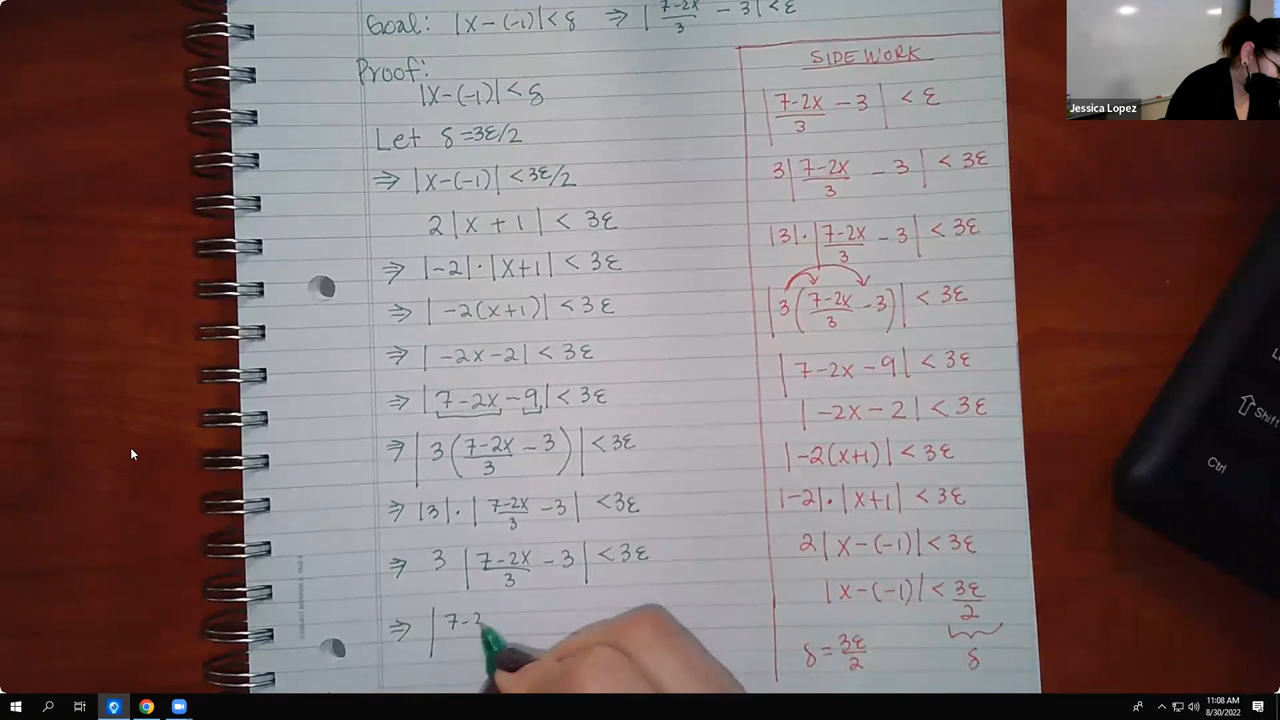 Goal: |x-(-1)|<δ ⇒ |7-2x/3 - 3|<ε
Proof:
|x-(-1)|<δ
Let δ=3ε/2
⇒ |x-(-1)| <3ε/2
2|x+1| < 3ε
⇒ |-2|·|x+1| < 3ε
⇒ |-2(x+1)| < 3ε
⇒ |-2x-2| < 3ε
⇒ |7-2x-9| < 3ε
⇒ |3(7-2x/3 - 3)| < 3ε
⇒ |3|·|7-2x/3 - 3| < 3ε
⇒ 3|7-2x/3 - 3| < 3ε
⇒ |7-2
SIDE WORK
|7-2x/3 - 3| < ε
3|7-2x/3 - 3| < 3ε
|3|·|7-2x/3 - 3| < 3ε
|3(7-2x/3 - 3)| < 3ε
|7-2x-9| < 3ε
|-2x-2| < 3ε
|-2(x+1)| < 3ε
|-2|·|x+1| < 3ε
2|x-(-1)| < 3ε
|x-(-1)| < 3ε/2
δ = 3ε/2 δ
Jessica Lopez
Shift
Ctrl
11:08 AM
8/30/2022